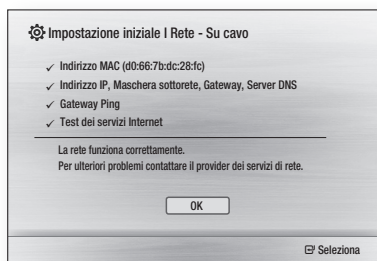 Impostazione iniziale I Rete - Su cavo
✓ Indirizzo MAC (d0:66:7b:dc:28:fc)
✓ Indirizzo IP, Maschera sottorete, Gateway, Server DNS
✓ Gateway Ping
✓ Test dei servizi Internet
La rete funziona correttamente.
Per ulteriori problemi contattare il provider dei servizi di rete.
OK
Seleziona